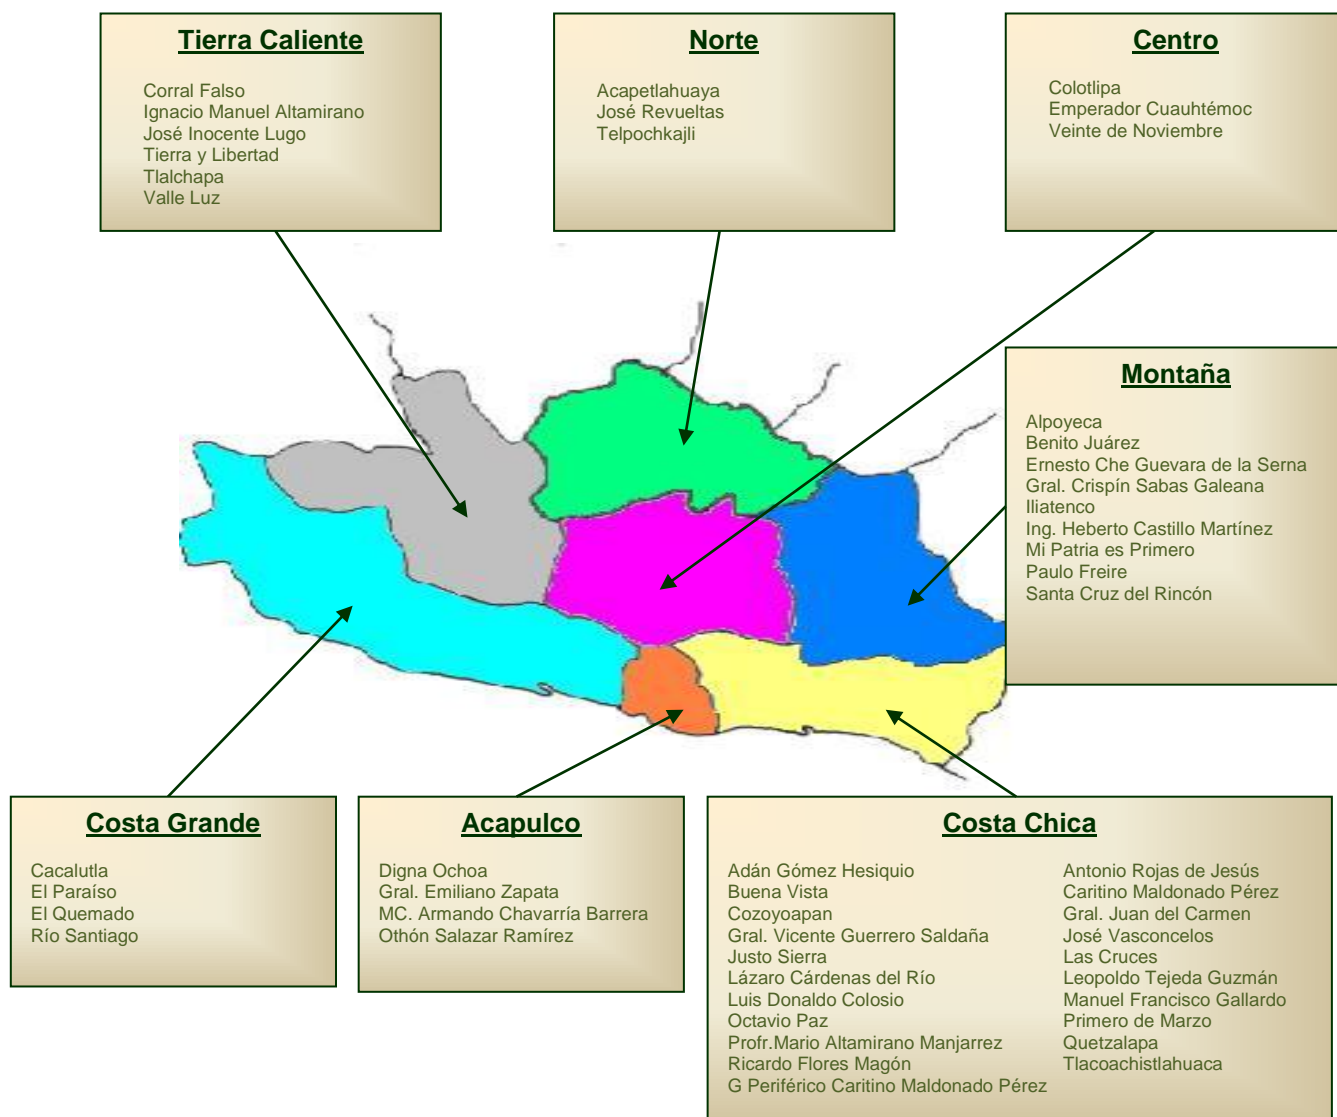 Tierra Caliente
Corral Falso
Ignacio Manuel Altamirano
José Inocente Lugo
Tierra y Libertad
Tlalchapa
Valle Luz
Norte
Acapetlahuaya
José Revueltas
Telpochkajli
Centro
Colotlipa
Emperador Cuauhtémoc
Veinte de Noviembre
Montaña
Alpoyeca
Benito Juárez
Ernesto Che Guevara de la Serna
Gral. Crispín Sabas Galeana
Iliatenco
Ing. Heberto Castillo Martínez
Mi Patria es Primero
Paulo Freire
Santa Cruz del Rincón
Costa Grande
Cacalutla
El Paraíso
El Quemado
Río Santiago
Acapulco
Digna Ochoa
Gral. Emiliano Zapata
MC. Armando Chavarría Barrera
Othón Salazar Ramírez
Costa Chica
Adán Gómez Hesiquio
Buena Vista
Cozoyoapan
Gral. Vicente Guerrero Saldaña
Justo Sierra
Lázaro Cárdenas del Río
Luis Donaldo Colosio
Octavio Paz
Profr.Mario Altamirano Manjarrez
Ricardo Flores Magón
G Periférico Caritino Maldonado Pérez
Antonio Rojas de Jesús
Caritino Maldonado Pérez
Gral. Juan del Carmen
José Vasconcelos
Las Cruces
Leopoldo Tejeda Guzmán
Manuel Francisco Gallardo
Primero de Marzo
Quetzalapa
Tlacoachistlahuaca